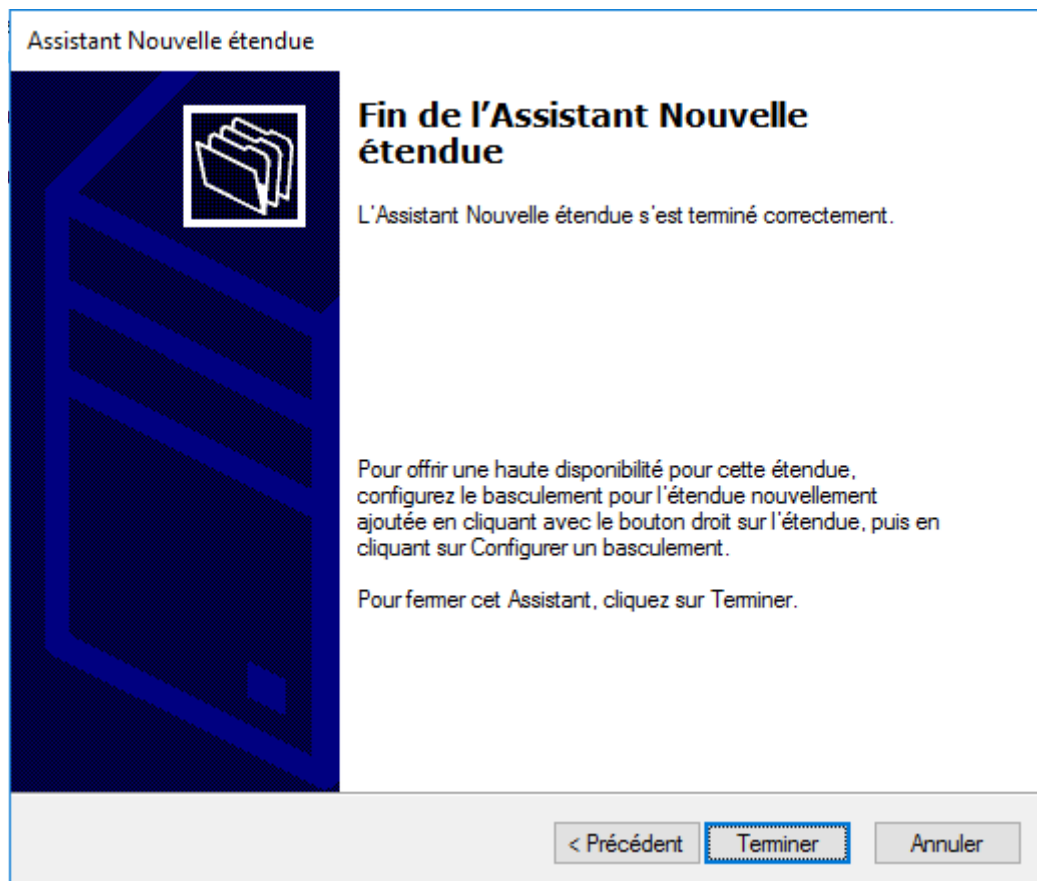 Assistant Nouvelle étendue
Fin de l’Assistant Nouvelle
étendue
L’Assistant Nouvelle étendue s’est terminé correctement.
Pour offrir une haute disponibilité pour cette étendue,
configurez le basculement pour l’étendue nouvellement
ajoutée en cliquant avec le bouton droit sur l’étendue, puis en
cliquant sur Configurer un basculement.
Pour fermer cet Assistant, cliquez sur Terminer.
< Précédent Terminer Annuler